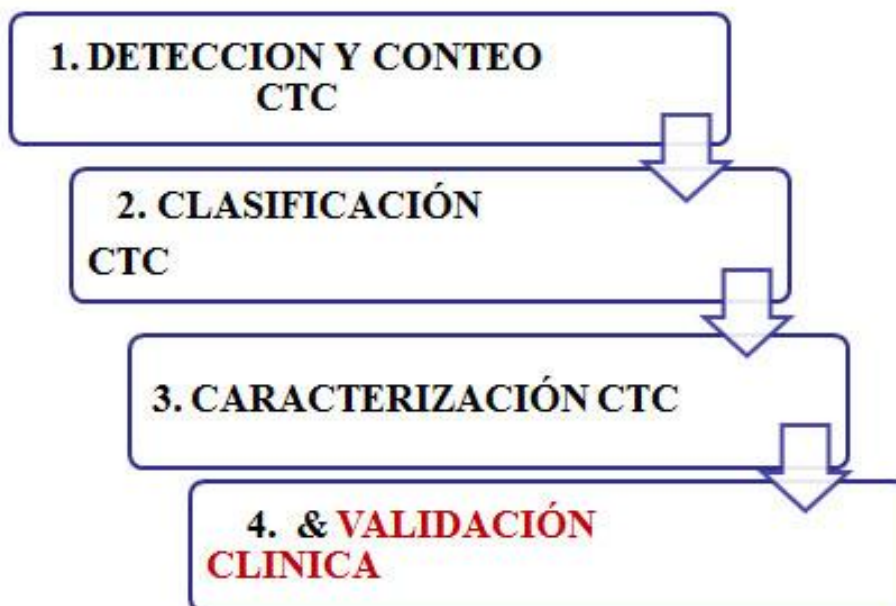 1. DETECCION Y CONTEO
CTC
2. CLASIFICACIÓN
CTC
3. CARACTERIZACIÓN CTC
4. & VALIDACIÓN
CLINICA